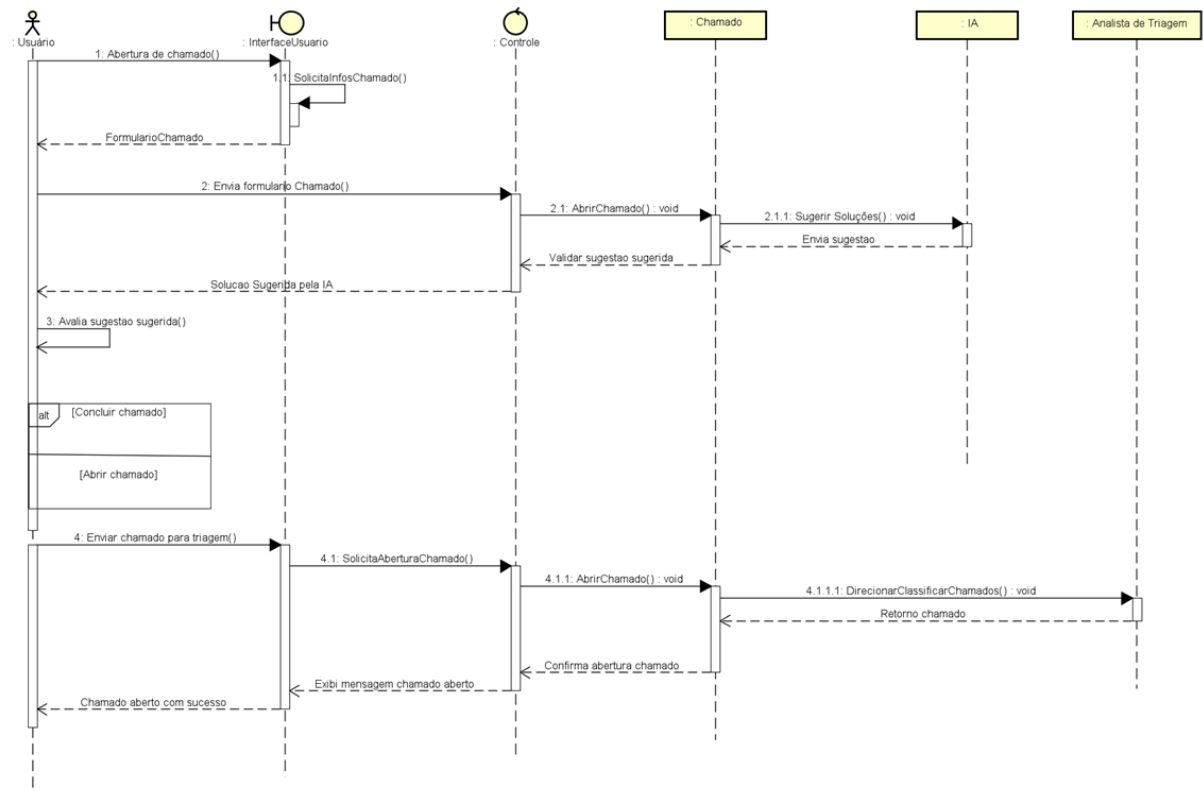 : Usuário
: InterfaceUsuario
: Controle
: Chamado
: IA
: Analista de Triagem
1: Abertura de chamado()
1.1: SolicitaInfosChamado()
FormularioChamado
2: Envia formulario Chamado()
2.1: AbrirChamado() : void
2.1.1: Sugerir Soluções() : void
Envia sugestao
Validar sugestao sugerida
Solucao Sugerida pela IA
3: Avalia sugestao sugerida()
alt
[Concluir chamado]
[Abrir chamado]
4: Enviar chamado para triagem()
4.1: SolicitaAberturaChamado()
4.1.1: AbrirChamado() : void
4.1.1.1: DirecionarClassificarChamados() : void
Retorno chamado
Confirma abertura chamado
Exibi mensagem chamado aberto
Chamado aberto com sucesso